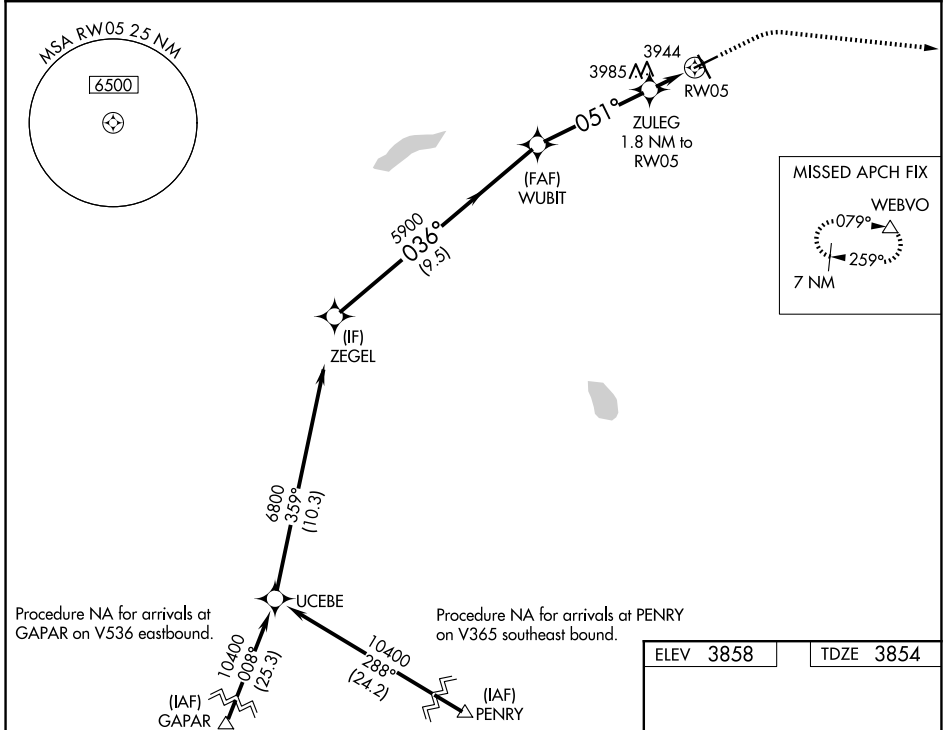 MSA RW05 25 NM
6500
3944
3985
RW05
051°
ZULEG
1.8 NM to
RW05
(FAF)
WUBIT
MISSED APCH FIX
WEBVO
079°
259°
7 NM
5900
036°
(9.5)
(IF)
ZEGEL
6800
359°
(10.3)
UCEBE
Procedure NA for arrivals at
GAPAR on V536 eastbound.
Procedure NA for arrivals at PENRY
on V365 southeast bound.
10400
008°
(25.3)
10400
288°
(24.2)
(IAF)
GAPAR
(IAF)
PENRY
ELEV 3858
TDZE 3854